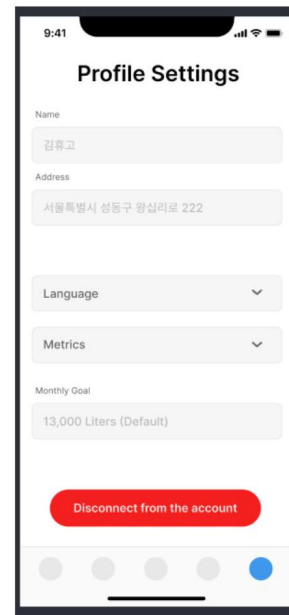 9:41
Profile Settings
Name
김휴고
Address
서울특별시 성동구 왕십리로 222
Language
Metrics
Monthly Goal
13,000 Liters (Default)
Disconnect from the account